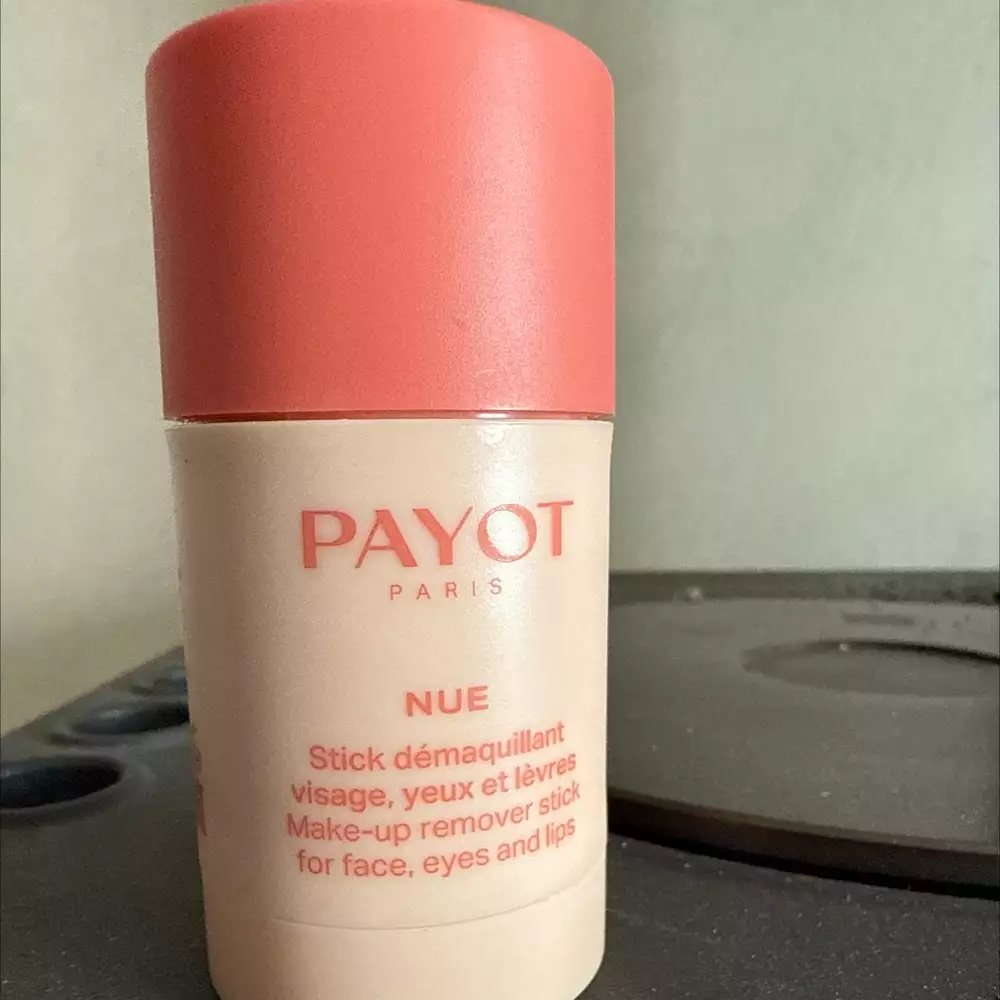 PAYOT
PARIS
NUE
Stick démaquillant
visage, yeux et lèvres
Make-up remover stick
for face, eyes and lips